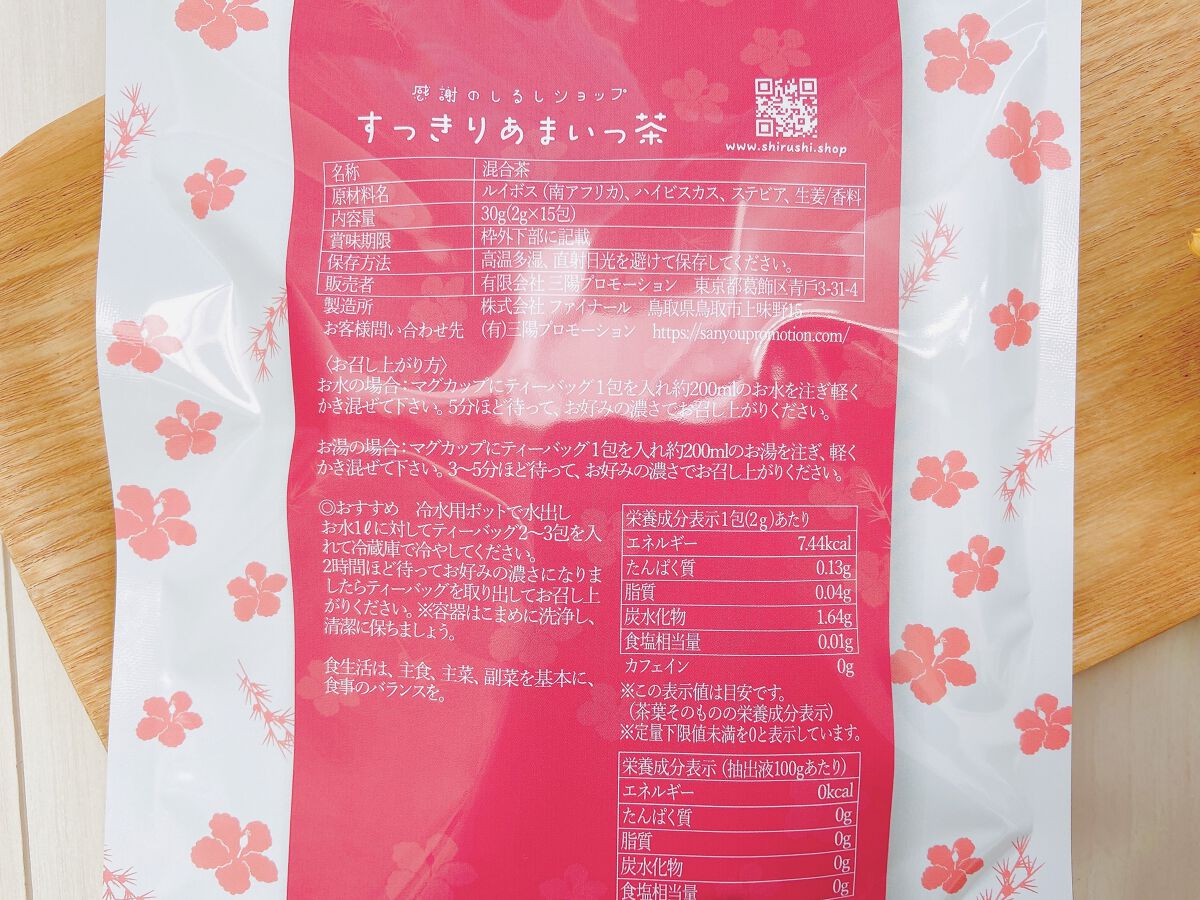 感謝のしるしショップ
すっきりあまいっ茶
www.shirushi.shop
名称 混合茶
原材料名 ルイボス（南アフリカ）、ハイビスカス、ステビア、生姜/香料
内容量 30g(2g×15包)
賞味期限 枠外下部に記載
保存方法 高温多湿、直射日光を避けて保存してください。
販売者 有限会社 三陽プロモーション 東京都葛飾区青戸3-31-4
製造所 株式会社 ファイナール 鳥取県鳥取市上味野15
お客様問い合わせ先 (有)三陽プロモーション https://sanyoupromotion.com/
〈お召し上がり方〉
お水の場合：マグカップにティーバッグ1包を入れ約200mlのお水を注ぎ軽く
かき混ぜて下さい。5分ほど待って、お好みの濃さでお召し上がりください。
お湯の場合：マグカップにティーバッグ1包を入れ約200mlのお湯を注ぎ、軽く
かき混ぜて下さい。3〜5分ほど待って、お好みの濃さでお召し上がりください。
◎おすすめ 冷水用ポットで水出し
お水1ℓに対してティーバッグ2〜3包を入
れて冷蔵庫で冷やしてください。
2時間ほど待ってお好みの濃さになりま
したらティーバッグを取り出してお召し上
がりください。※容器はこまめに洗浄し、
清潔に保ちましょう。
食生活は、主食、主菜、副菜を基本に、
食事のバランスを。
栄養成分表示1包(2g)あたり
エネルギー 7.44kcal
たんぱく質 0.13g
脂質 0.04g
炭水化物 1.64g
食塩相当量 0.01g
カフェイン 0g
※この表示値は目安です。
（茶葉そのものの栄養成分表示）
※定量下限値未満を0と表示しています。
栄養成分表示（抽出液100gあたり）
エネルギー 0kcal
たんぱく質 0g
脂質 0g
炭水化物 0g
食塩相当量 0g